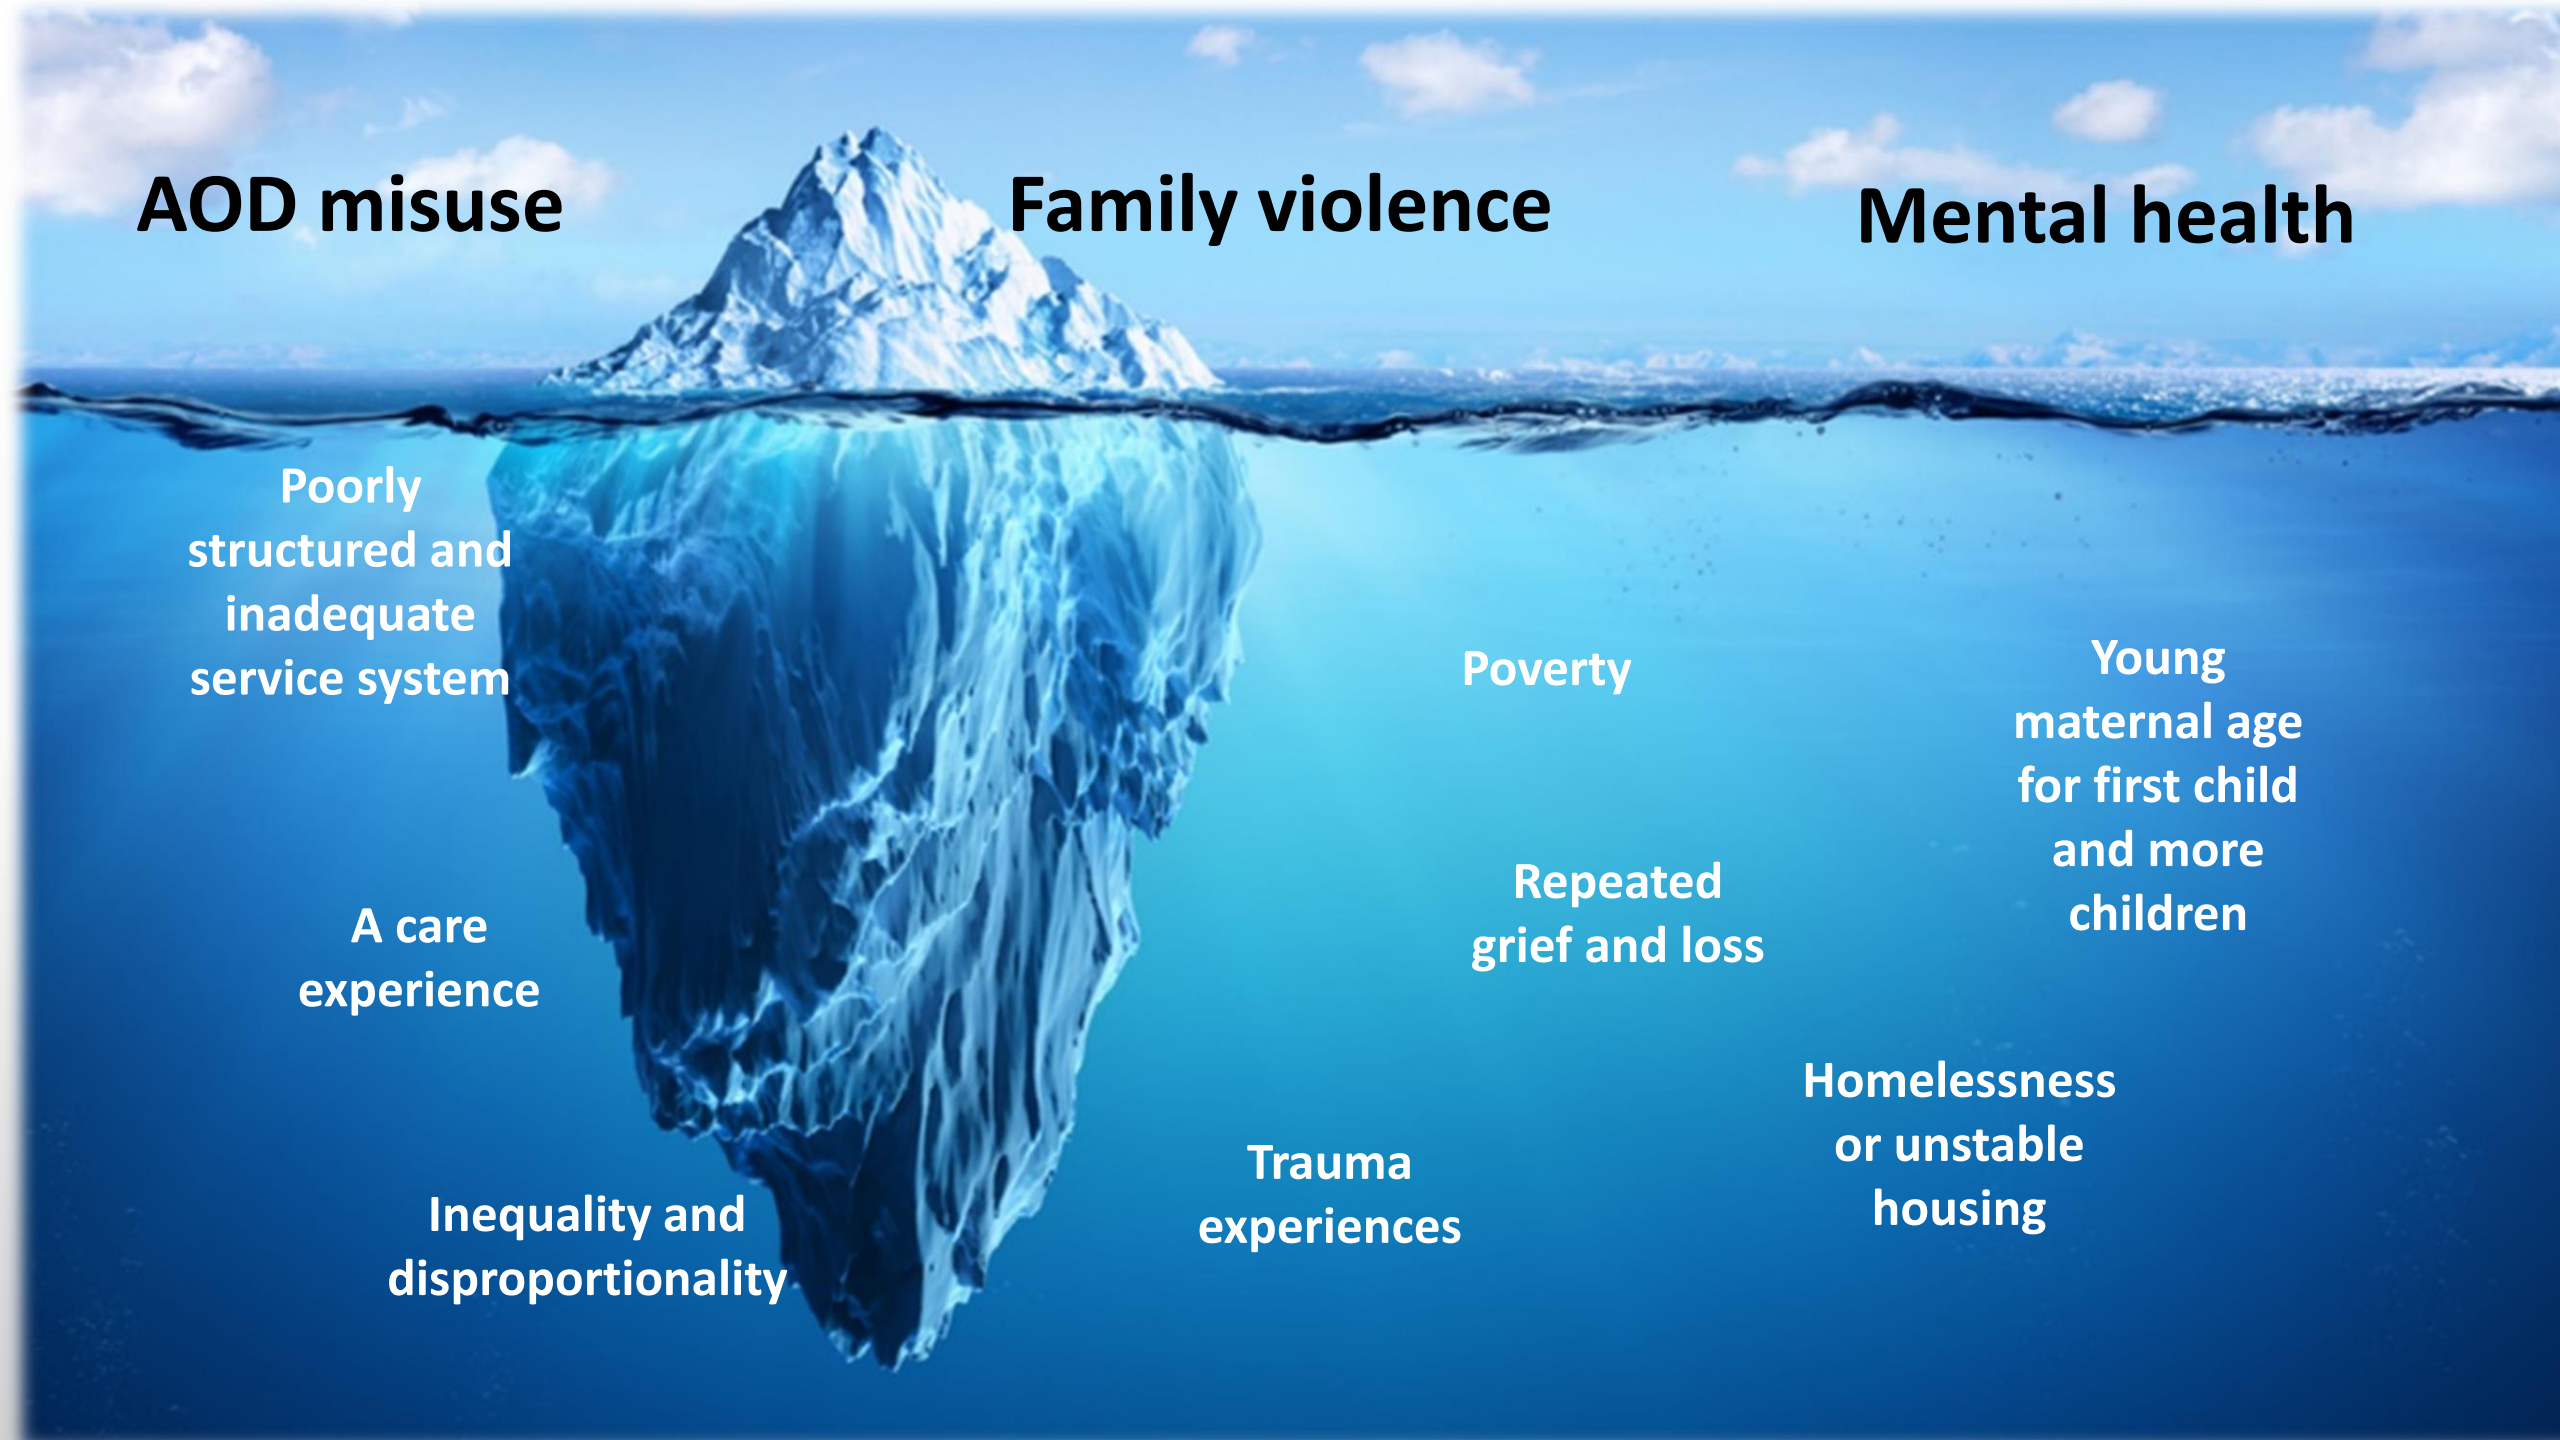 AOD misuse
Family violence
Mental health
Poorly
structured and
inadequate
service system
Poverty
Young
maternal age
for first child
and more
children
A care
experience
Repeated
grief and loss
Inequality and
disproportionality
Trauma
experiences
Homelessness
or unstable
housing